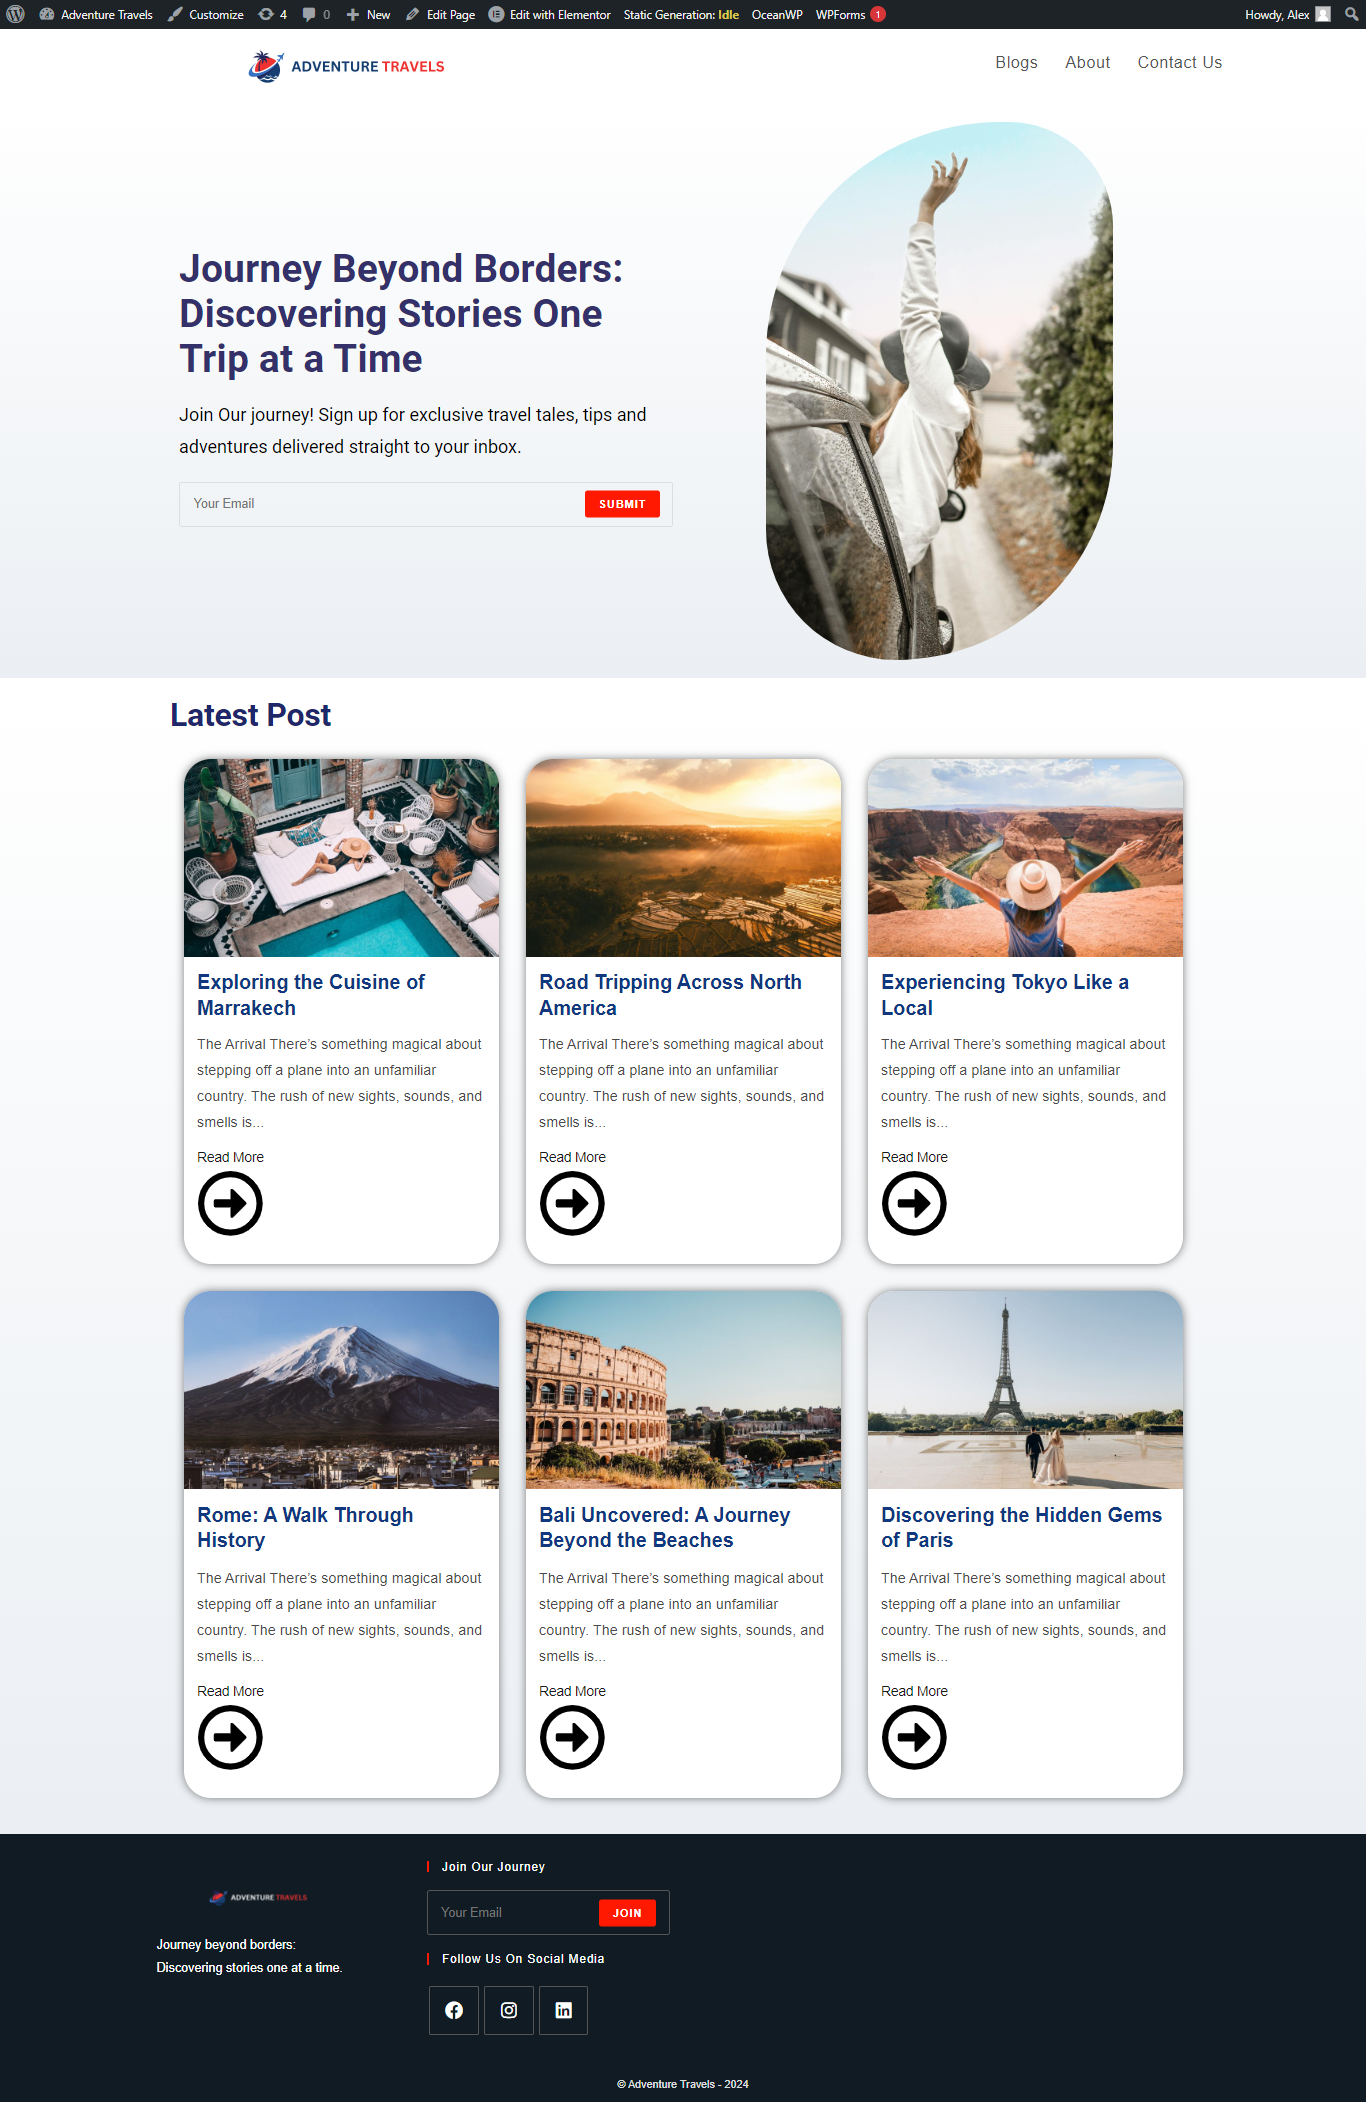 Adventure Travels Customize 4 0 New Edit Page Edit with Elementor Static Generation: Idle OceanWP WPForms 1 Howdy, Alex
ADVENTURE TRAVELS
Blogs About Contact Us
Journey Beyond Borders:
Discovering Stories One
Trip at a Time
Join Our journey! Sign up for exclusive travel tales, tips and
adventures delivered straight to your inbox.
Your Email SUBMIT
Latest Post
Exploring the Cuisine of
Marrakech
The Arrival There’s something magical about
stepping off a plane into an unfamiliar
country. The rush of new sights, sounds, and
smells is...
Read More
Road Tripping Across North
America
The Arrival There’s something magical about
stepping off a plane into an unfamiliar
country. The rush of new sights, sounds, and
smells is...
Read More
Experiencing Tokyo Like a
Local
The Arrival There’s something magical about
stepping off a plane into an unfamiliar
country. The rush of new sights, sounds, and
smells is...
Read More
Rome: A Walk Through
History
The Arrival There’s something magical about
stepping off a plane into an unfamiliar
country. The rush of new sights, sounds, and
smells is...
Read More
Bali Uncovered: A Journey
Beyond the Beaches
The Arrival There’s something magical about
stepping off a plane into an unfamiliar
country. The rush of new sights, sounds, and
smells is...
Read More
Discovering the Hidden Gems
of Paris
The Arrival There’s something magical about
stepping off a plane into an unfamiliar
country. The rush of new sights, sounds, and
smells is...
Read More
ADVENTURE TRAVELS
Journey beyond borders:
Discovering stories one at a time.
Join Our Journey
Your Email JOIN
Follow Us On Social Media
© Adventure Travels - 2024